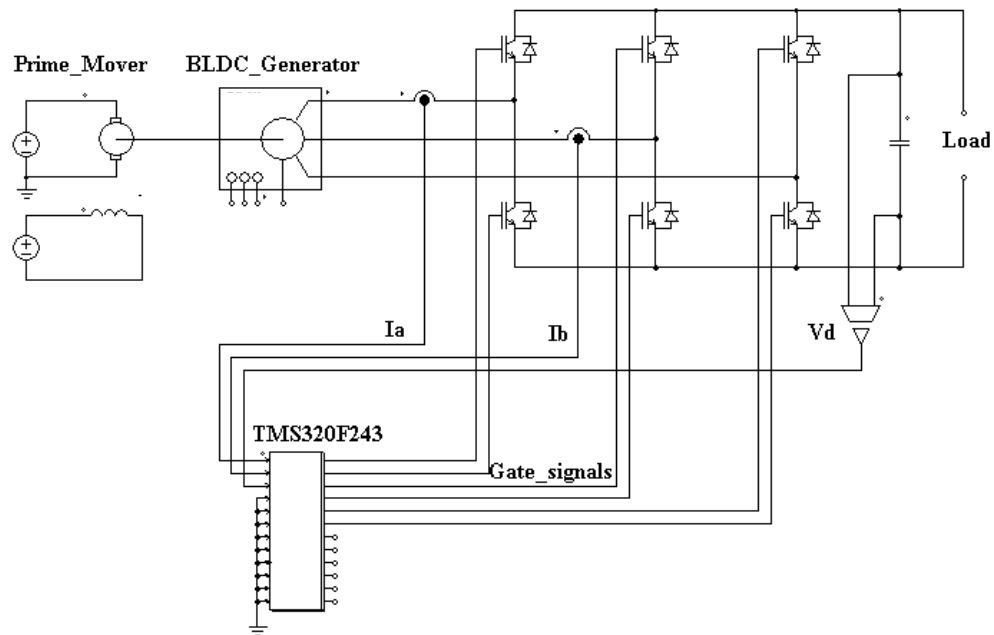 Prime_Mover
BLDC_Generator
Load
Ia
Ib
Vd
TMS320F243
Gate_signals